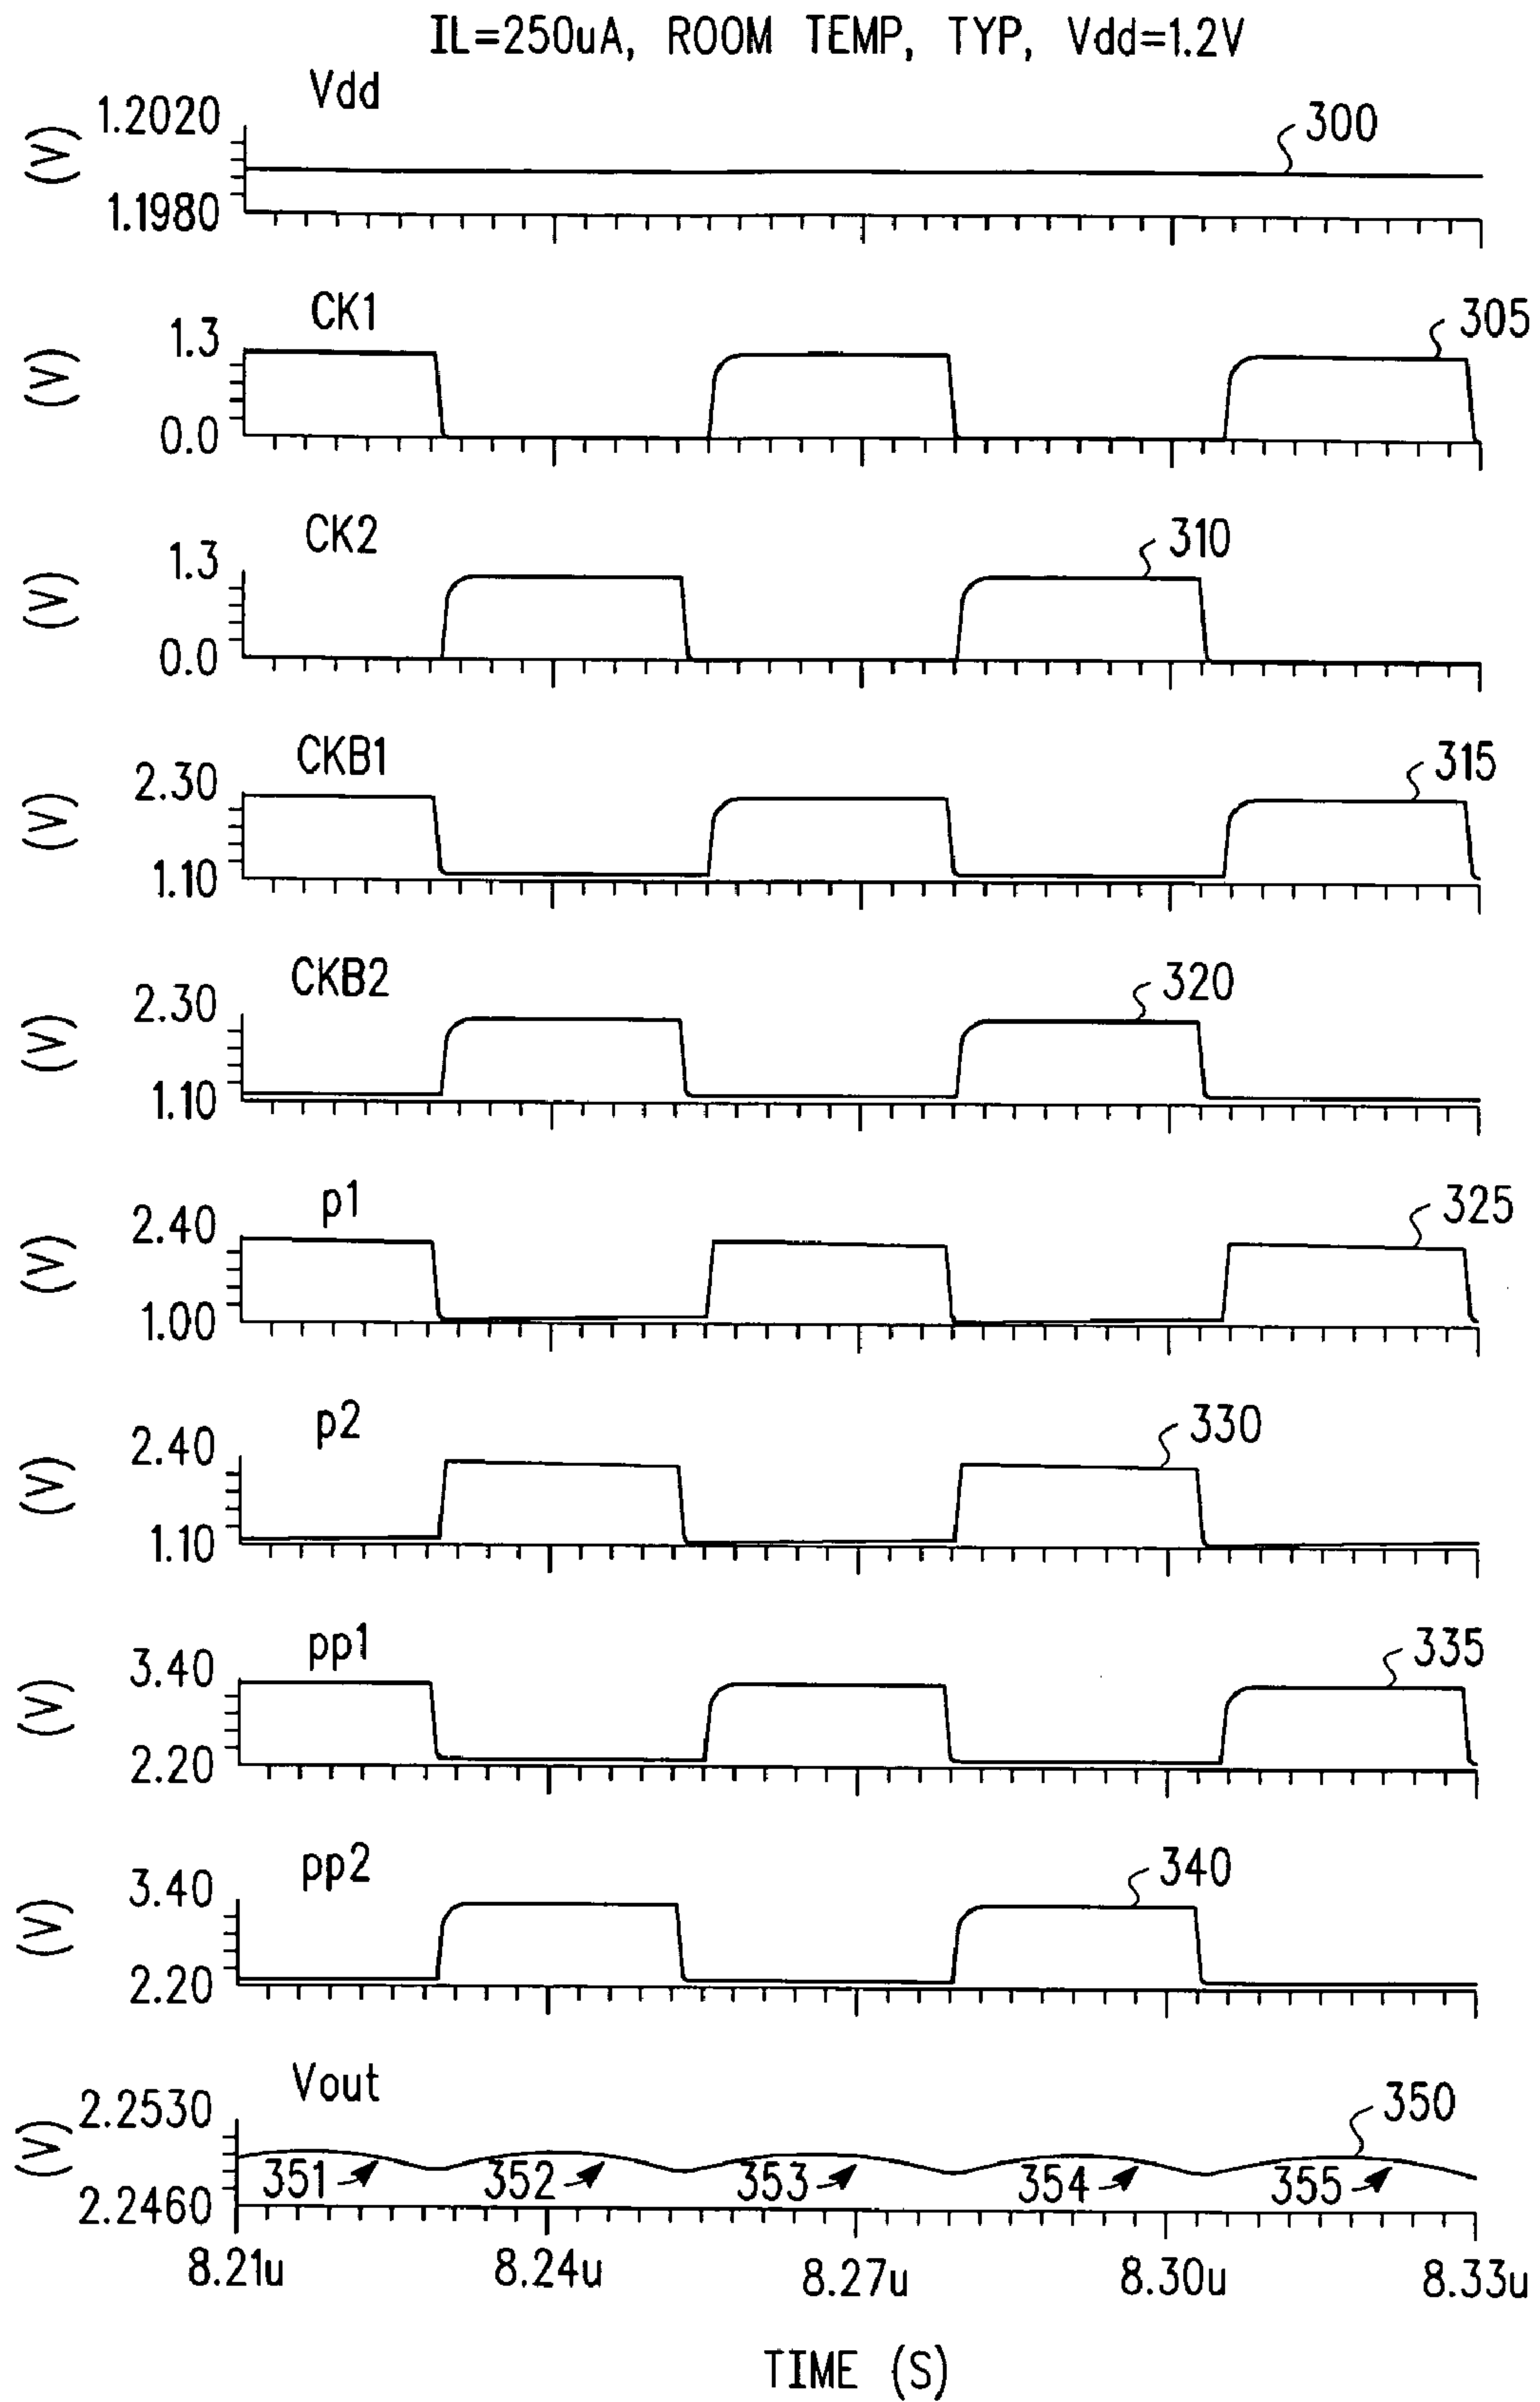 IL=250uA, ROOM TEMP, TYP, Vdd=1.2V
Vdd
1.2020
(V)
1.1980
300
CK1
1.3
(V)
0.0
305
CK2
1.3
(V)
0.0
310
CKB1
2.30
(V)
1.10
315
CKB2
2.30
(V)
1.10
320
p1
2.40
(V)
1.00
325
p2
2.40
(V)
1.10
330
pp1
3.40
(V)
2.20
335
pp2
3.40
(V)
2.20
340
Vout
2.2530
(V)
2.2460
350
351 352 353 354 355
8.21u 8.24u 8.27u 8.30u 8.33u
TIME (S)